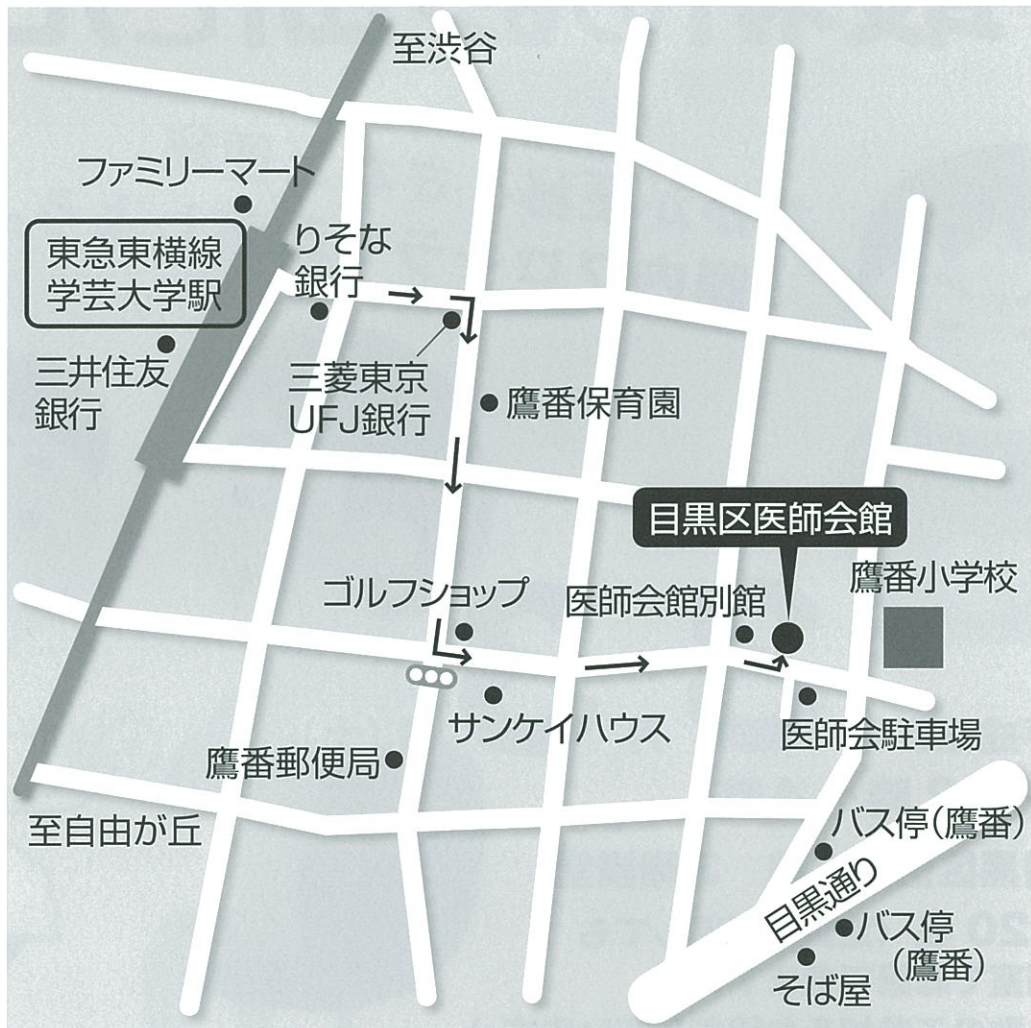 至渋谷
ファミリーマート
東急東横線
学芸大学駅
りそな
銀行
三井住友
銀行
三菱東京
UFJ銀行
鷹番保育園
目黒区医師会館
鷹番小学校
ゴルフショップ
医師会館別館
サンケイハウス
医師会駐車場
鷹番郵便局
至自由が丘
バス停(鷹番)
目黒通り
バス停
(鷹番)
そば屋